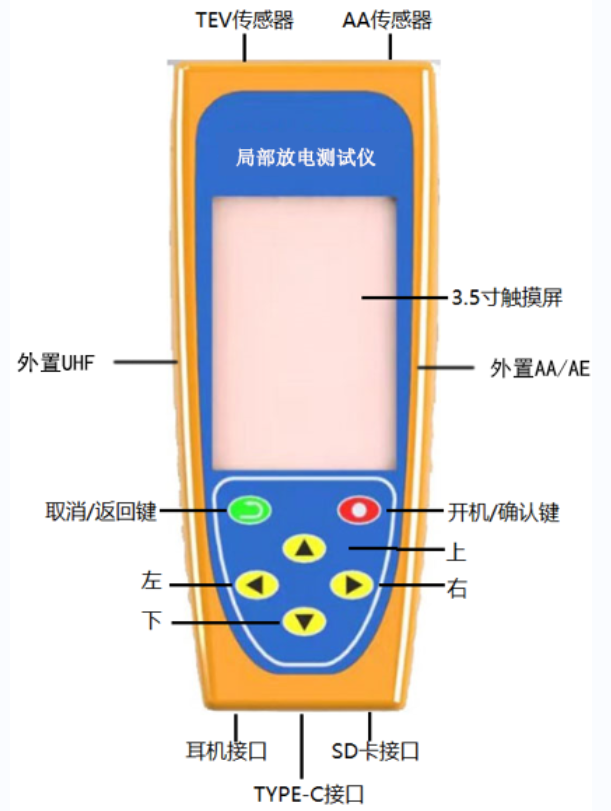 TEV传感器
AA传感器
局部放电测试仪
3.5寸触摸屏
外置UHF
外置AA/AE
取消/返回键
开机/确认键
上
左
右
下
耳机接口
SD卡接口
TYPE-C接口